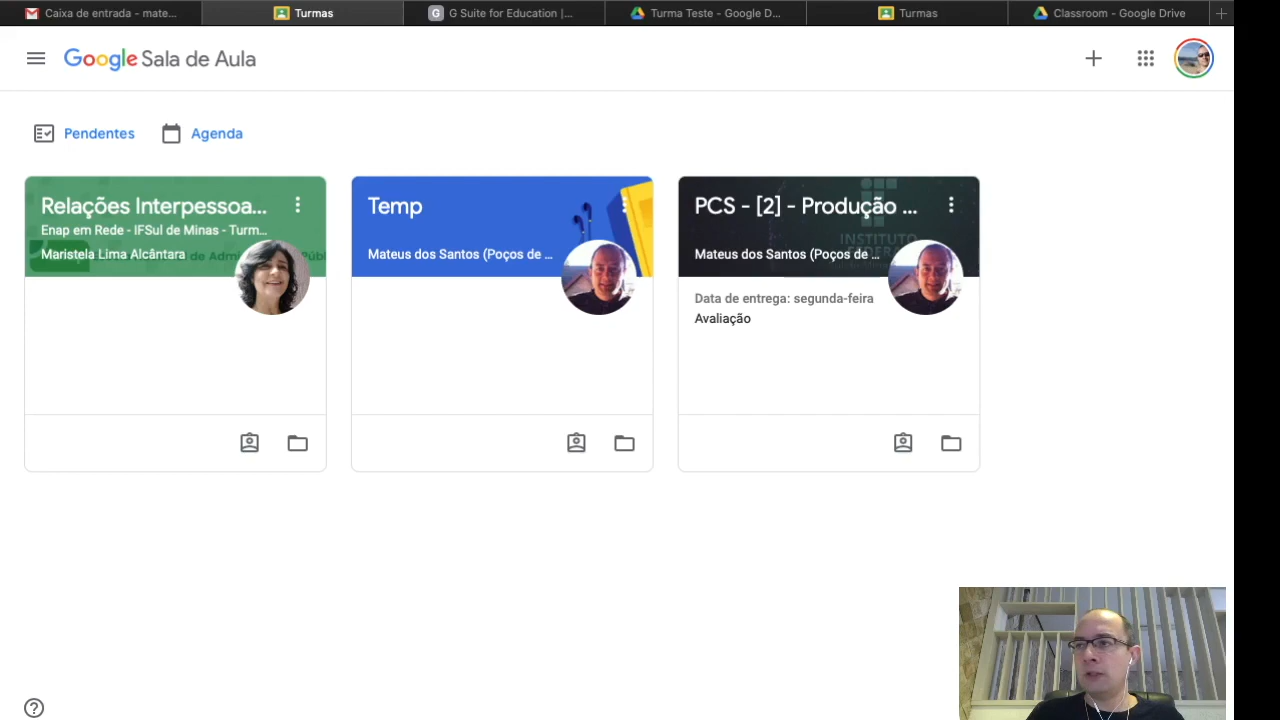 Caixa de entrada - mate...
Turmas
G Suite for Education |...
Turma Teste - Google D...
Turmas
Classroom - Google Drive
Google Sala de Aula
Pendentes
Agenda
Relações Interpessoa...
Enap em Rede - IFSul de Minas - Turm...
Maristela Lima Alcântara
Temp
Mateus dos Santos (Poços de ...
PCS - [2] - Produção ...
INSTITUTO
FEDERAL
Mateus dos Santos (Poços de ...
Data de entrega: segunda-feira
Avaliação